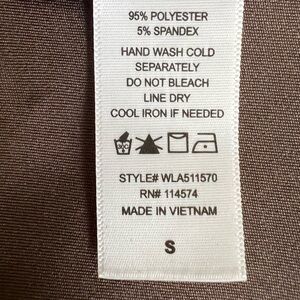 95% POLYESTER
5% SPANDEX
HAND WASH COLD
SEPARATELY
DO NOT BLEACH
LINE DRY
COOL IRON IF NEEDED
STYLE# WLA511570
RN# 114574
MADE IN VIETNAM
S